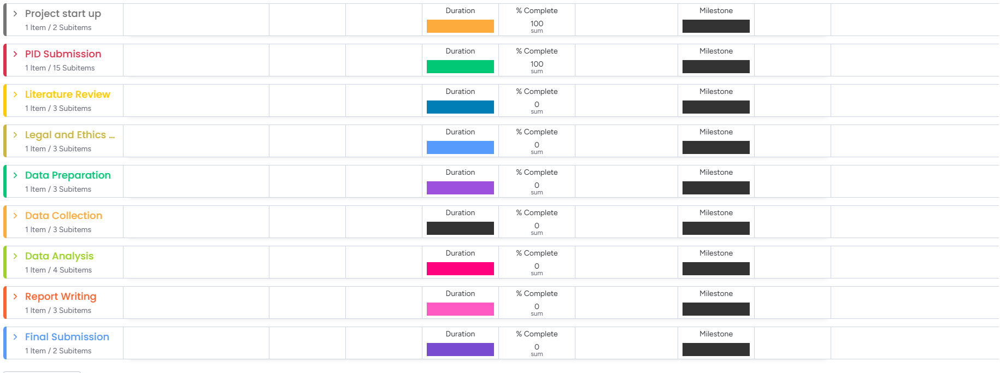 Project start up
1 Item / 2 Subitems
Duration
% Complete
100
sum
Milestone
PID Submission
1 Item / 15 Subitems
Duration
% Complete
100
sum
Milestone
Literature Review
1 Item / 3 Subitems
Duration
% Complete
0
sum
Milestone
Legal and Ethics ...
1 Item / 3 Subitems
Duration
% Complete
0
sum
Milestone
Data Preparation
1 Item / 3 Subitems
Duration
% Complete
0
sum
Milestone
Data Collection
1 Item / 3 Subitems
Duration
% Complete
0
sum
Milestone
Data Analysis
1 Item / 4 Subitems
Duration
% Complete
0
sum
Milestone
Report Writing
1 Item / 3 Subitems
Duration
% Complete
0
sum
Milestone
Final Submission
1 Item / 2 Subitems
Duration
% Complete
0
sum
Milestone